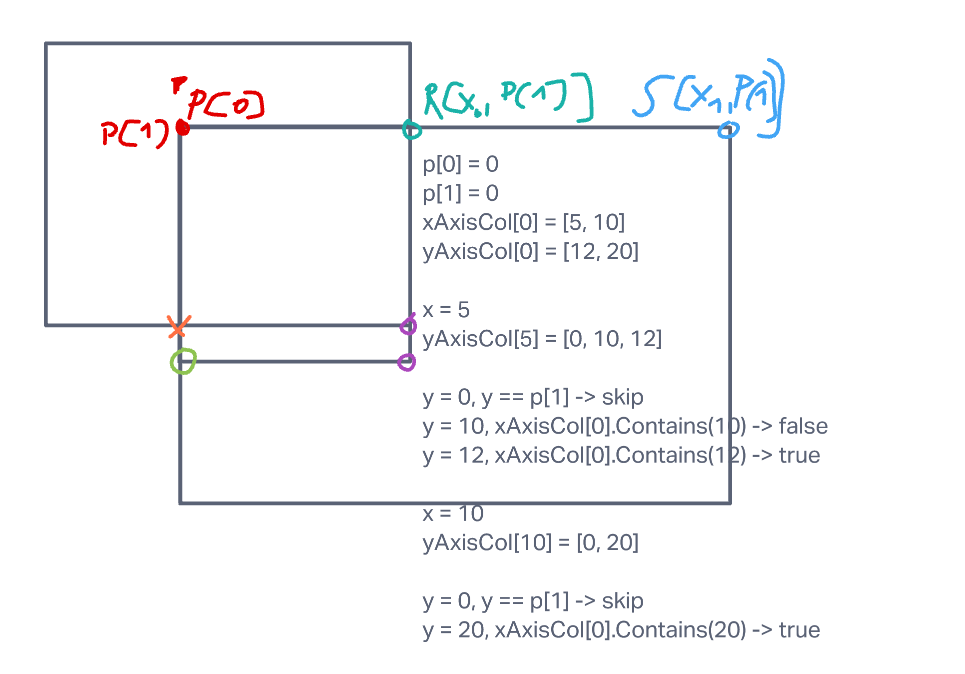 P[0]
P[1]
R[x₀, P[1]]
S[x₁, P[1]]
p[0] = 0
p[1] = 0
xAxisCol[0] = [5, 10]
yAxisCol[0] = [12, 20]
x = 5
yAxisCol[5] = [0, 10, 12]
y = 0, y == p[1] -> skip
y = 10, xAxisCol[0].Contains(10) -> false
y = 12, xAxisCol[0].Contains(12) -> true
x = 10
yAxisCol[10] = [0, 20]
y = 0, y == p[1] -> skip
y = 20, xAxisCol[0].Contains(20) -> true